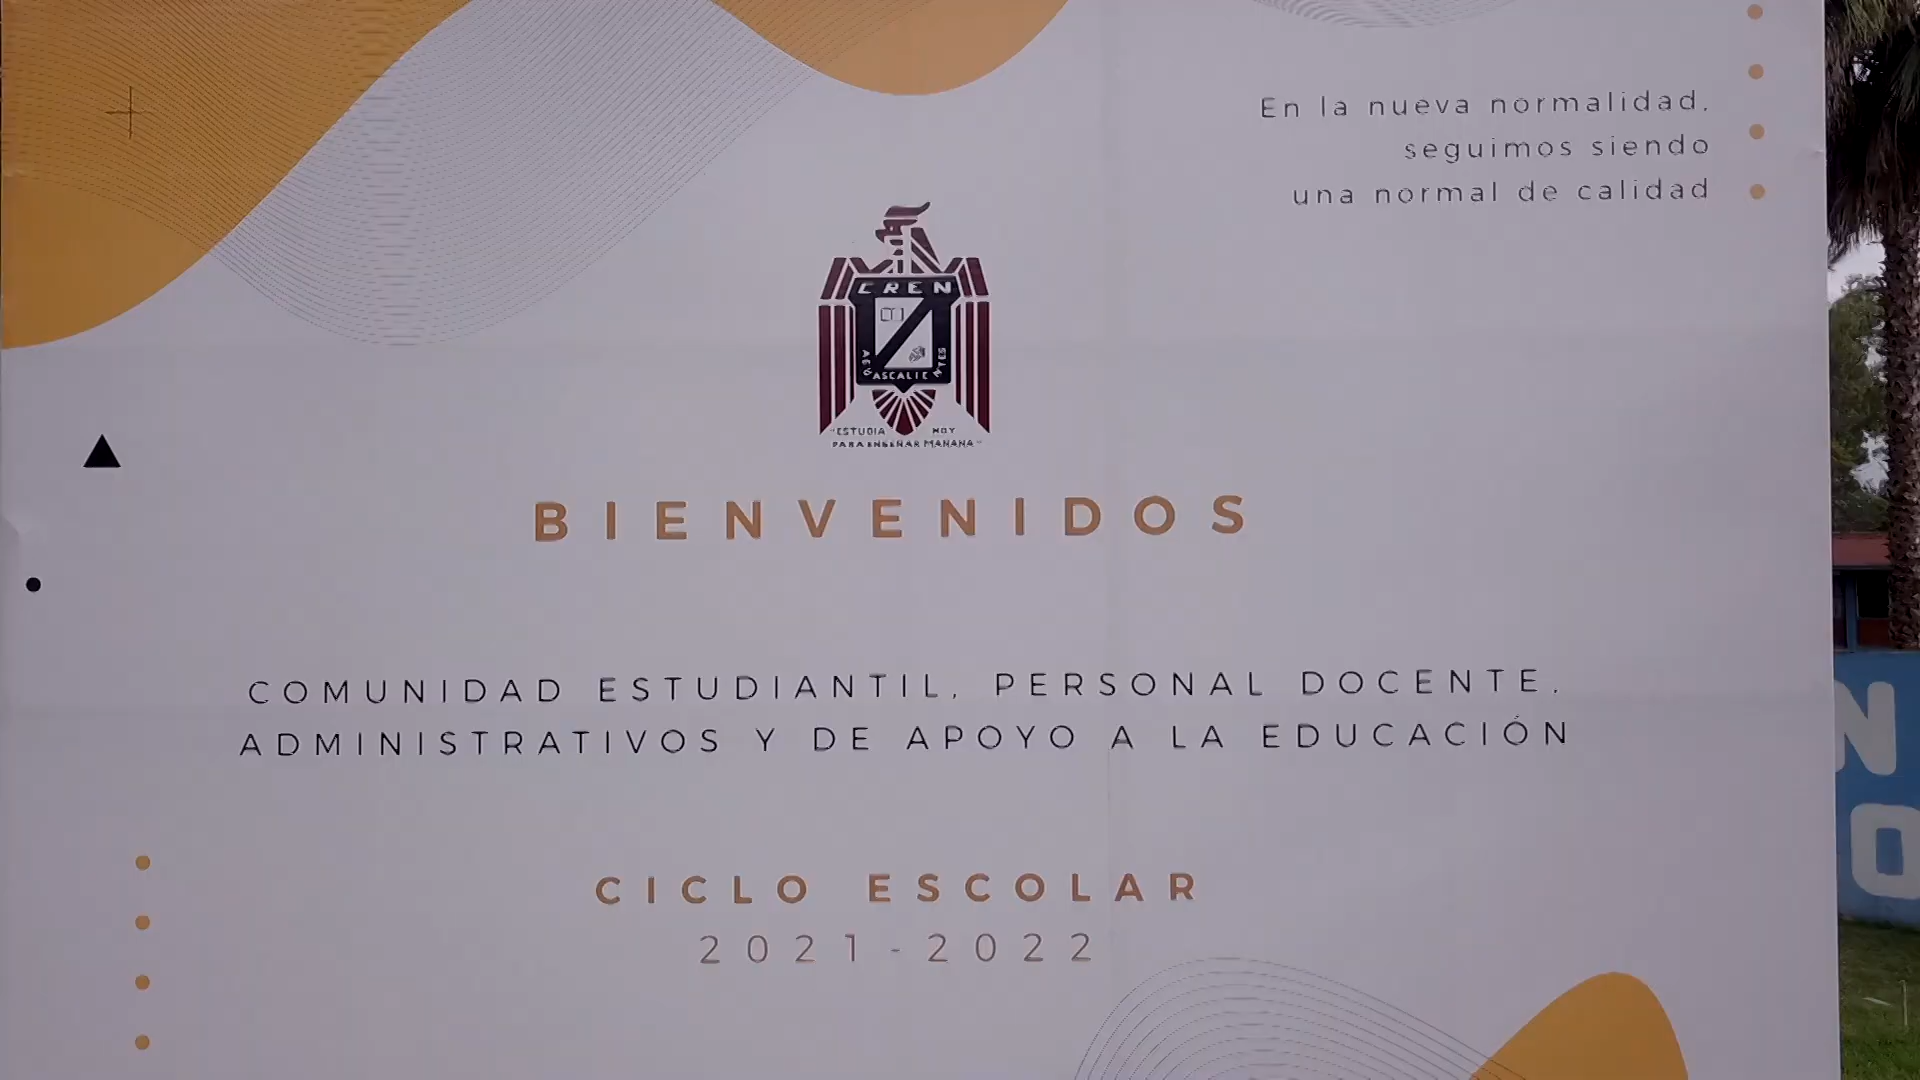 En la nueva normalidad,
seguimos siendo
una normal de calidad
CREN
AGUASCALIENTES
"ESTUDIA HOY
PARA ENSEÑAR MAÑANA"
BIENVENIDOS
COMUNIDAD ESTUDIANTIL, PERSONAL DOCENTE,
ADMINISTRATIVOS Y DE APOYO A LA EDUCACIÓN
CICLO ESCOLAR
2021-2022
N
O